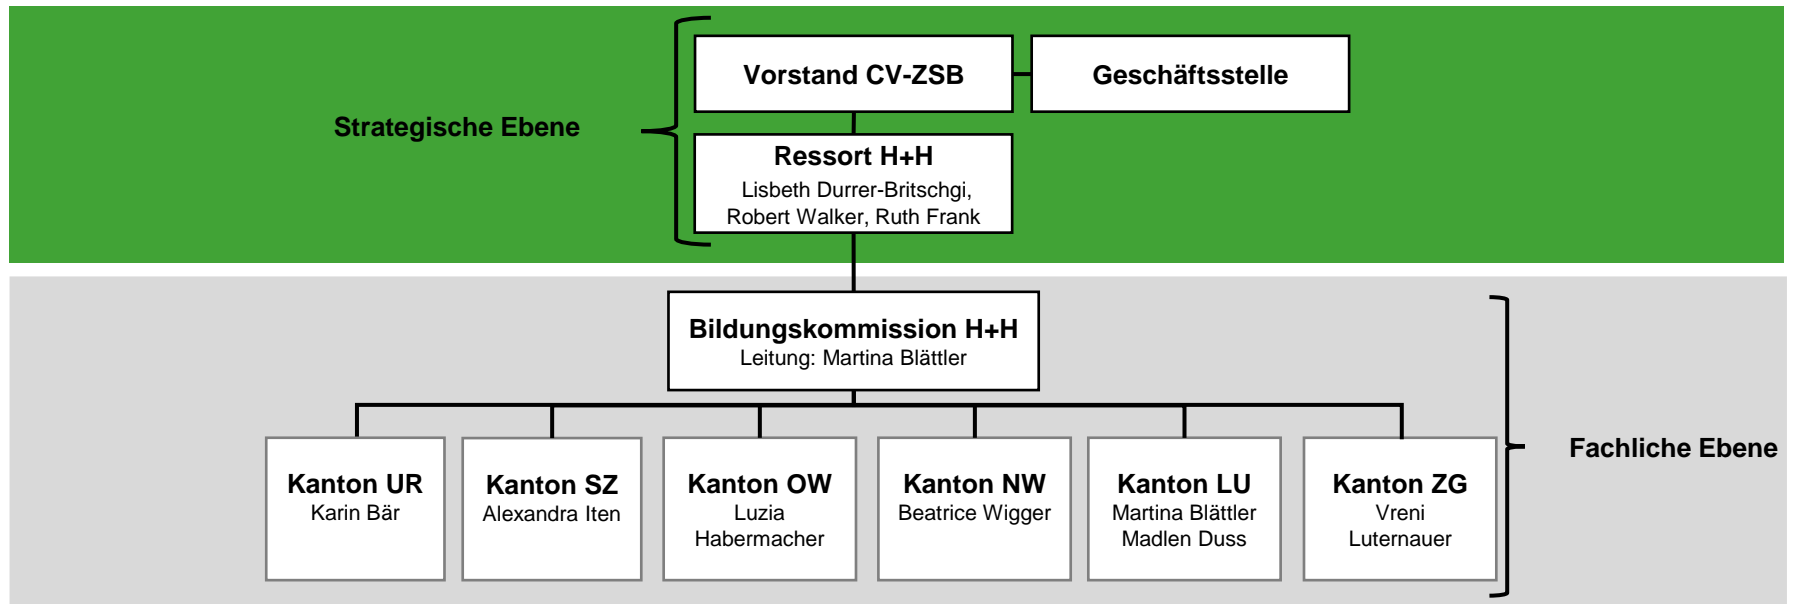 Vorstand CV-ZSB
Geschäftsstelle
Strategische Ebene
Ressort H+H
Lisbeth Durrer-Britschgi,
Robert Walker, Ruth Frank
Bildungskommission H+H
Leitung: Martina Blättler
Kanton UR
Karin Bär
Kanton SZ
Alexandra Iten
Kanton OW
Luzia
Habermacher
Kanton NW
Beatrice Wigger
Kanton LU
Martina Blättler
Madlen Duss
Kanton ZG
Vreni
Luternauer
Fachliche Ebene